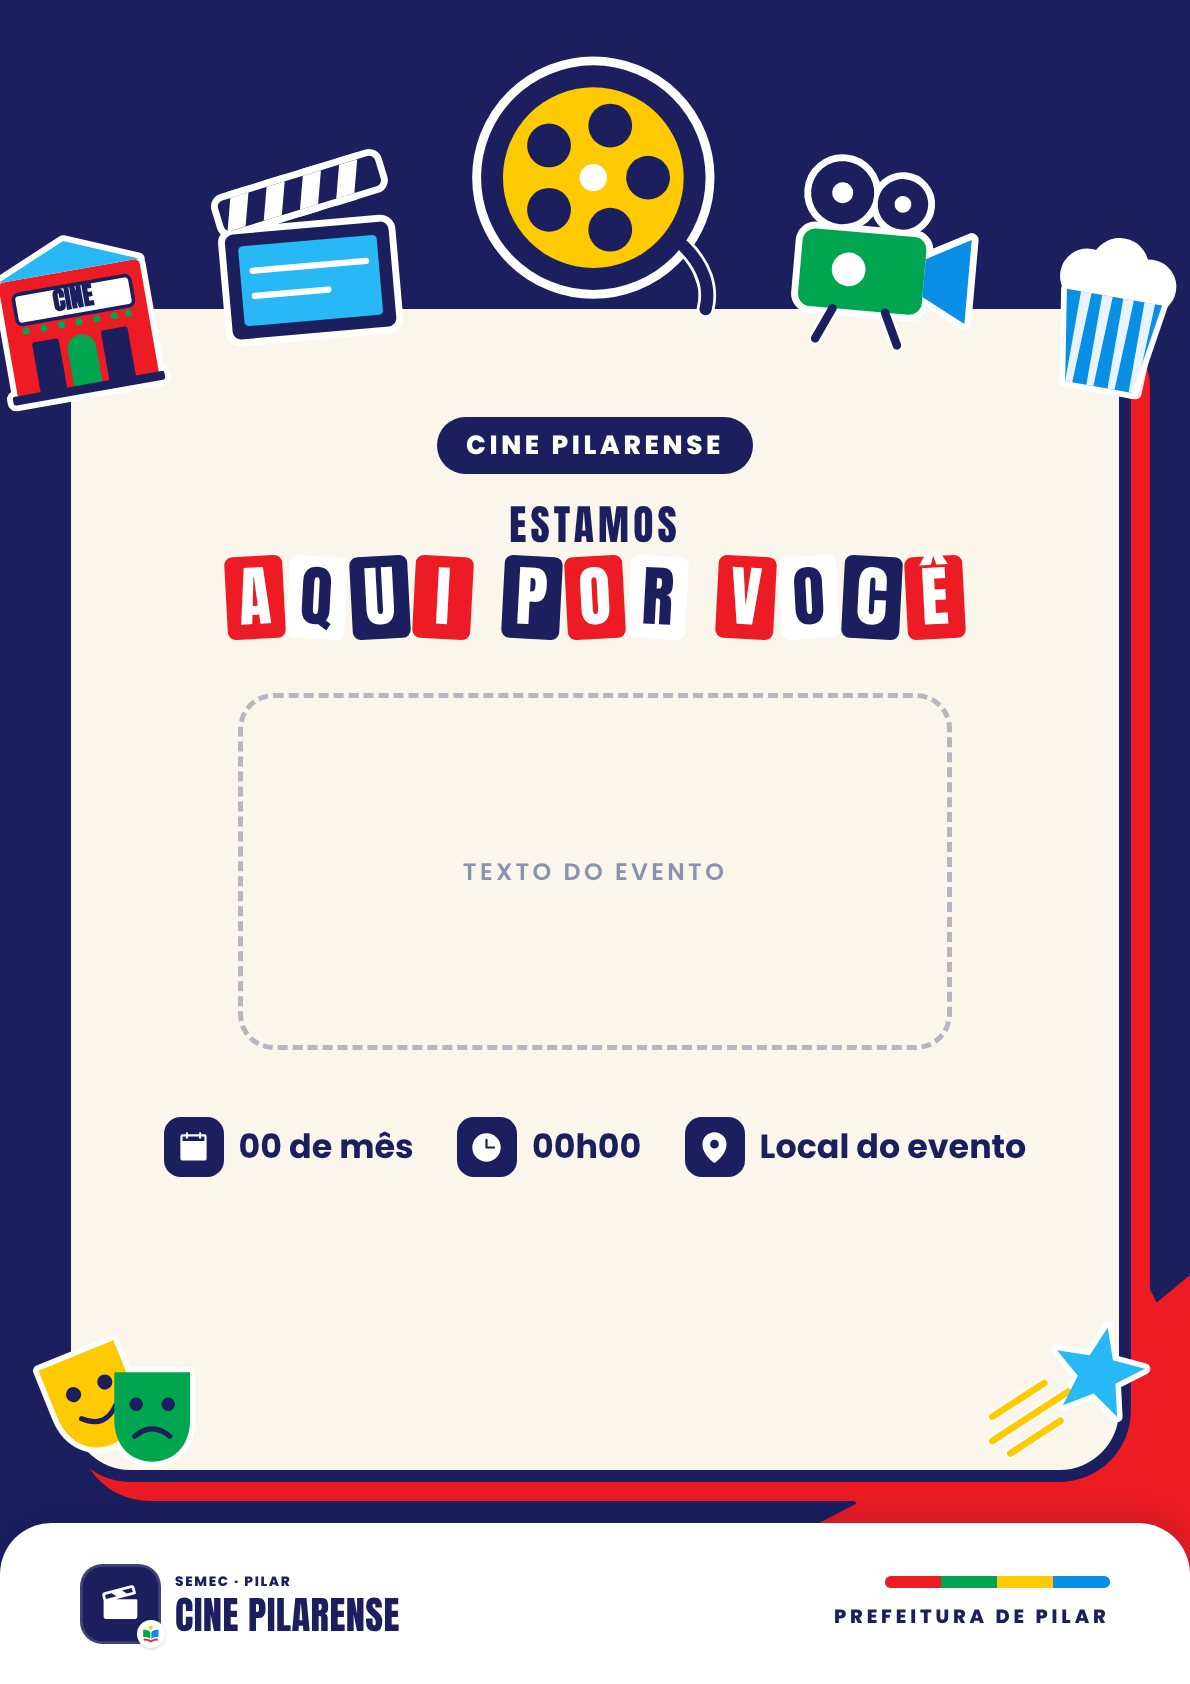 CINE
CINE PILARENSE
ESTAMOS
AQUI POR VOCÊ
TEXTO DO EVENTO
00 de mês
00h00
Local do evento
SEMEC · PILAR
CINE PILARENSE
PREFEITURA DE PILAR